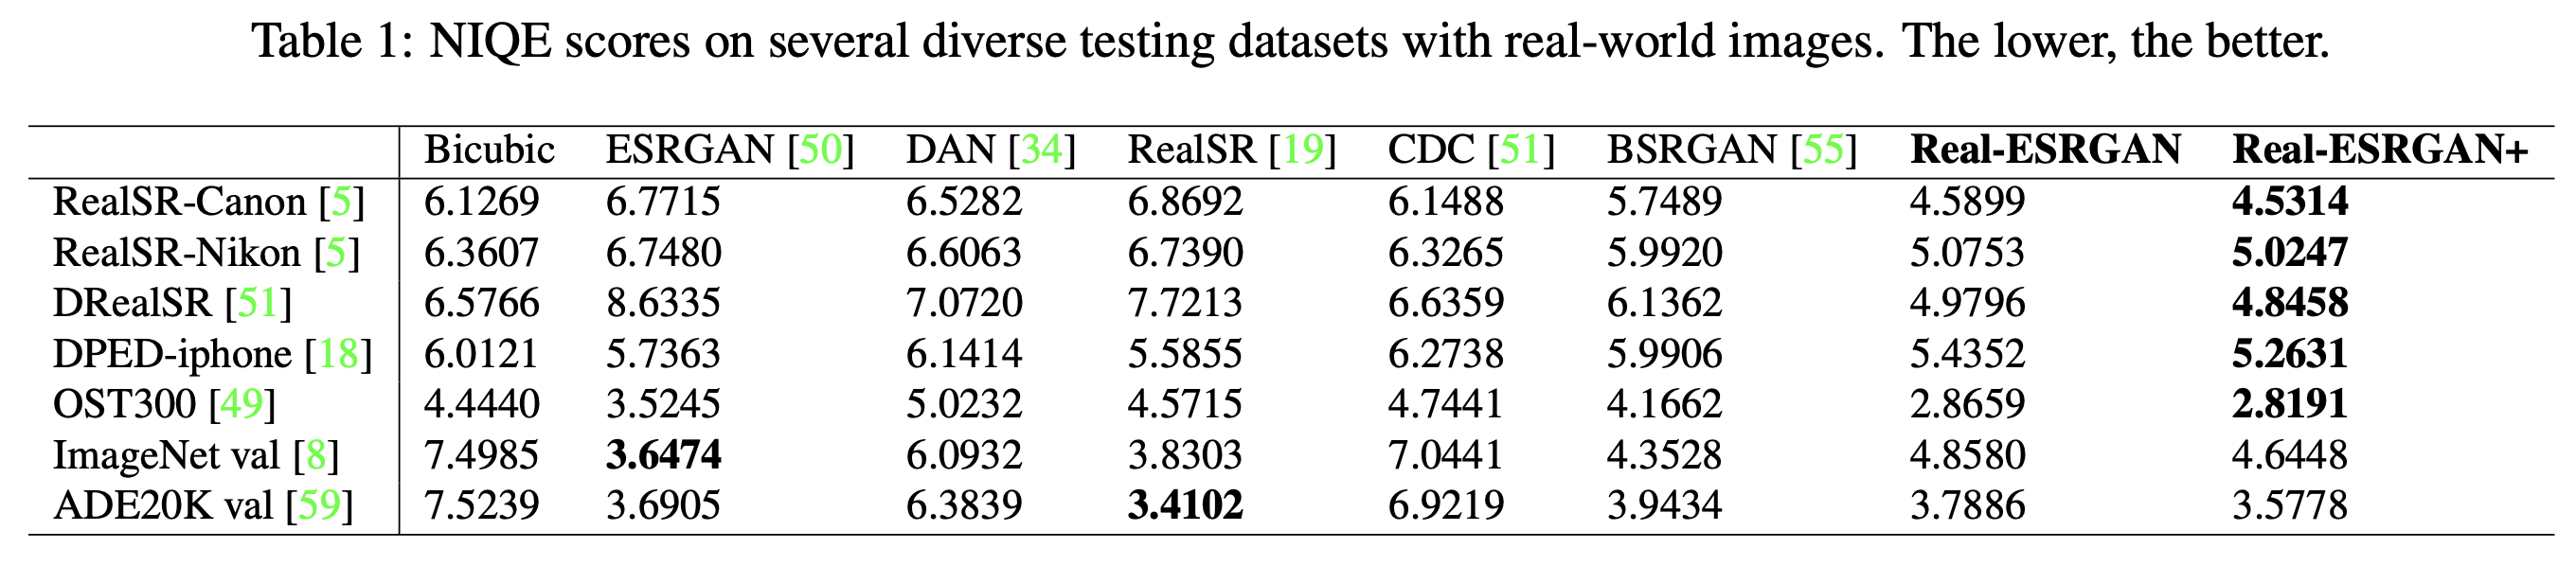 Table 1: NIQE scores on several diverse testing datasets with real-world images. The lower, the better.
Bicubic ESRGAN [50] DAN [34] RealSR [19] CDC [51] BSRGAN [55] Real-ESRGAN Real-ESRGAN+
RealSR-Canon [5] 6.1269 6.7715 6.5282 6.8692 6.1488 5.7489 4.5899 4.5314
RealSR-Nikon [5] 6.3607 6.7480 6.6063 6.7390 6.3265 5.9920 5.0753 5.0247
DRealSR [51] 6.5766 8.6335 7.0720 7.7213 6.6359 6.1362 4.9796 4.8458
DPED-iphone [18] 6.0121 5.7363 6.1414 5.5855 6.2738 5.9906 5.4352 5.2631
OST300 [49] 4.4440 3.5245 5.0232 4.5715 4.7441 4.1662 2.8659 2.8191
ImageNet val [8] 7.4985 3.6474 6.0932 3.8303 7.0441 4.3528 4.8580 4.6448
ADE20K val [59] 7.5239 3.6905 6.3839 3.4102 6.9219 3.9434 3.7886 3.5778